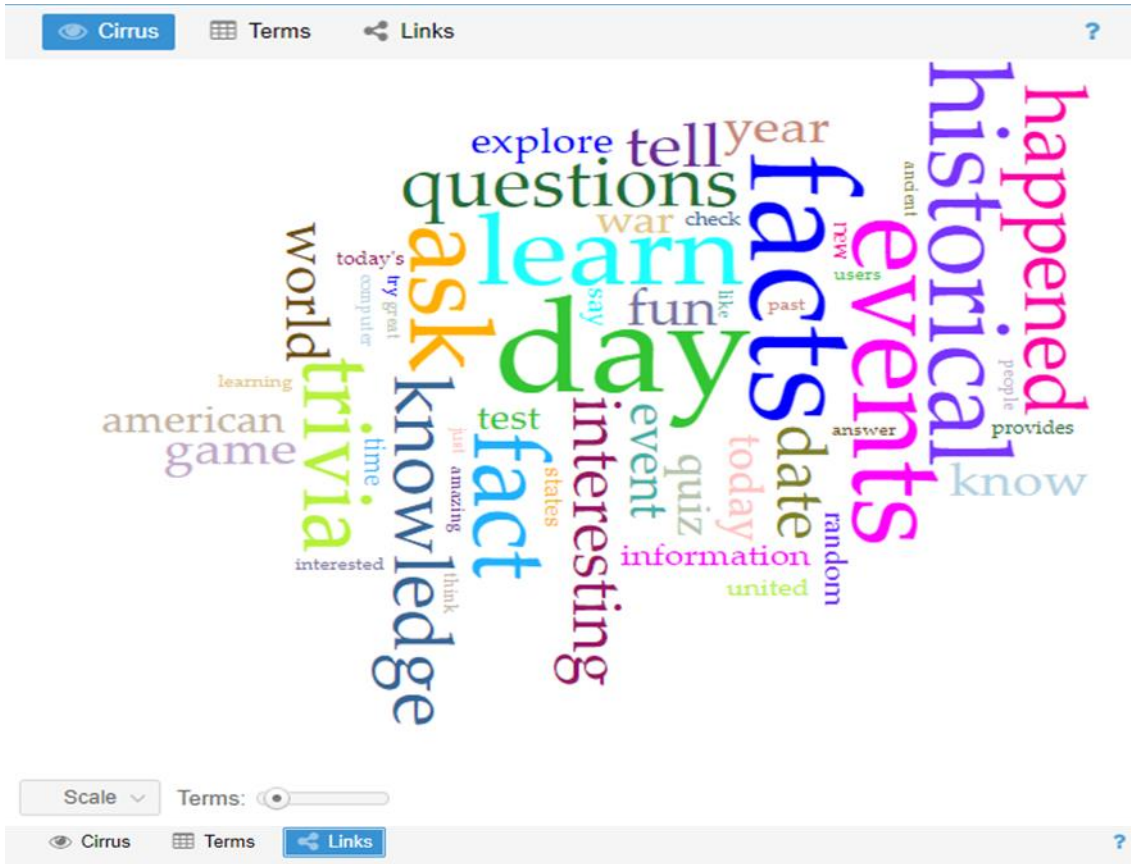 Cirrus Terms Links ?
historical
happened
explore
tell
year
questions
facts
ancient
war
check
learn
ask
world
today's
events
new
users
try
great
computer
say
fun
like
past
day
trivia
people
learning
knowledge
american
game
test
interesting
event
answer
provides
time
just
fact
amazing
states
quiz
today
date
know
random
information
interested
think
united
Scale Terms:
Cirrus Terms Links ?